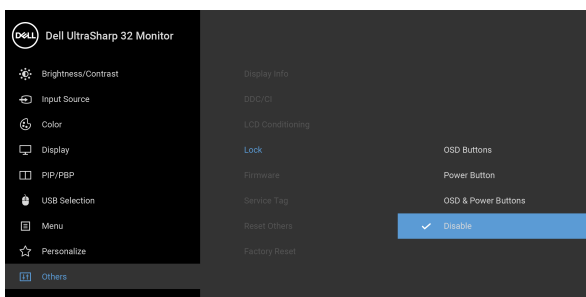 DELL
Dell UltraSharp 32 Monitor
Brightness/Contrast
Input Source
Color
Display
PIP/PBP
USB Selection
Menu
Personalize
Others
Display Info
DDC/CI
LCD Conditioning
Lock
Firmware
Service Tag
Reset Others
Factory Reset
OSD Buttons
Power Button
OSD & Power Buttons
Disable